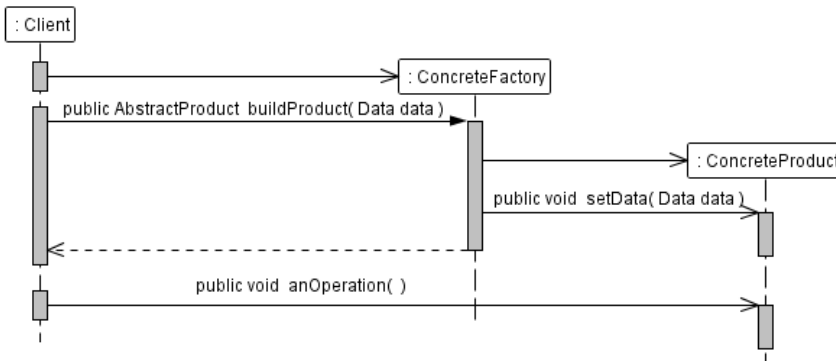 : Client
: ConcreteFactory
public AbstractProduct buildProduct( Data data )
: ConcreteProduct
public void setData( Data data )
public void anOperation( )